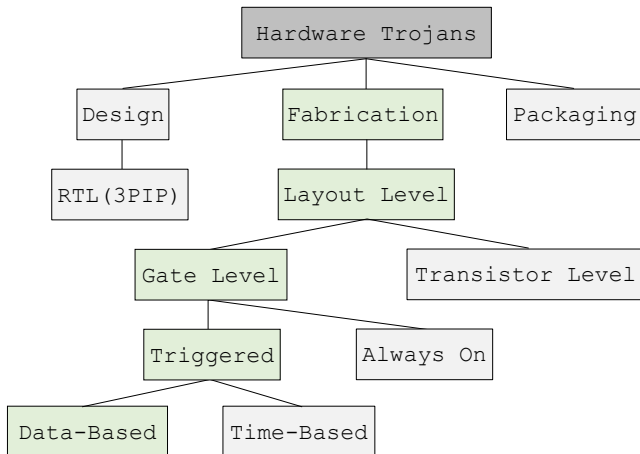 Hardware Trojans
Design
Fabrication
Packaging
RTL(3PIP)
Layout Level
Gate Level
Transistor Level
Triggered
Always On
Data-Based
Time-Based